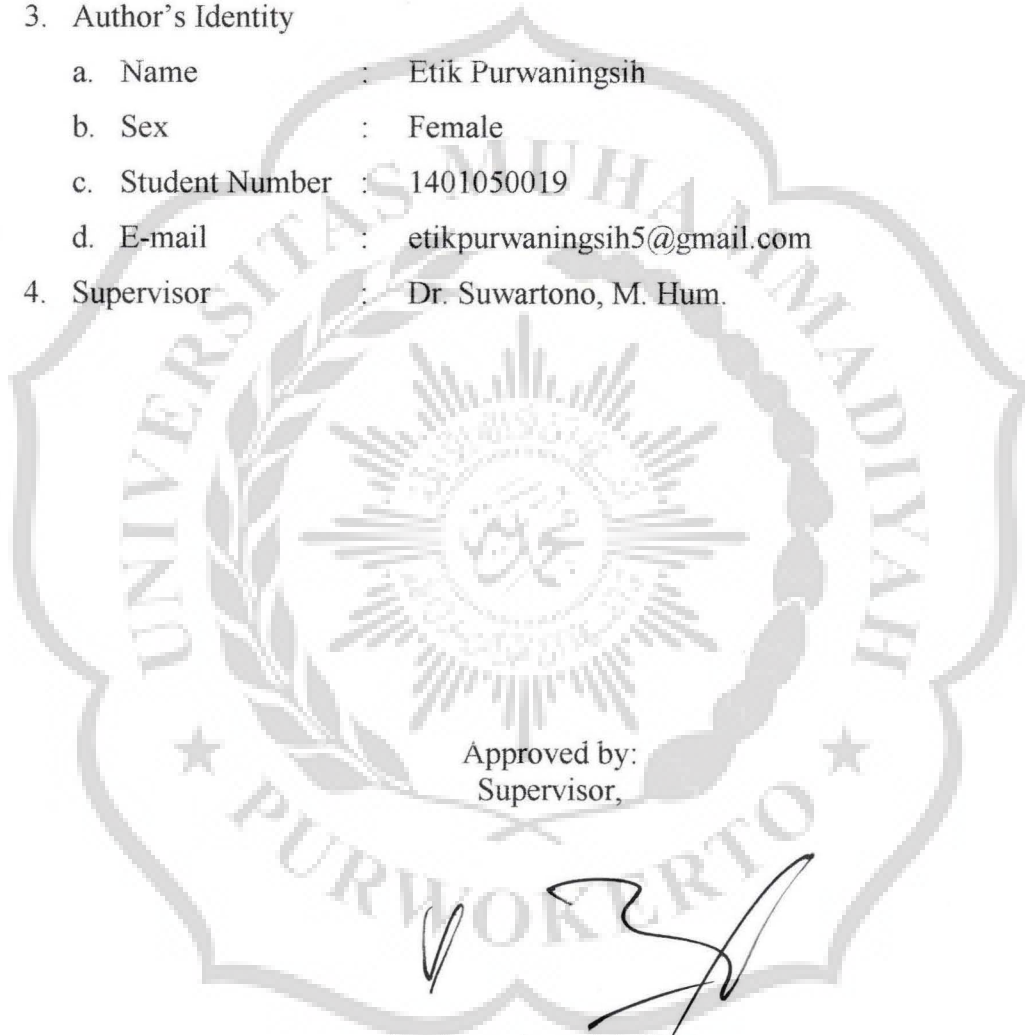 3. Author's Identity
a. Name : Etik Purwaningsih
b. Sex : Female
c. Student Number : 1401050019
d. E-mail : etikpurwaningsih5@gmail.com
4. Supervisor : Dr. Suwartono, M. Hum.
UNIVERSITAS MUHAMMADIYAH
PURWOKERTO
Approved by:
Supervisor,